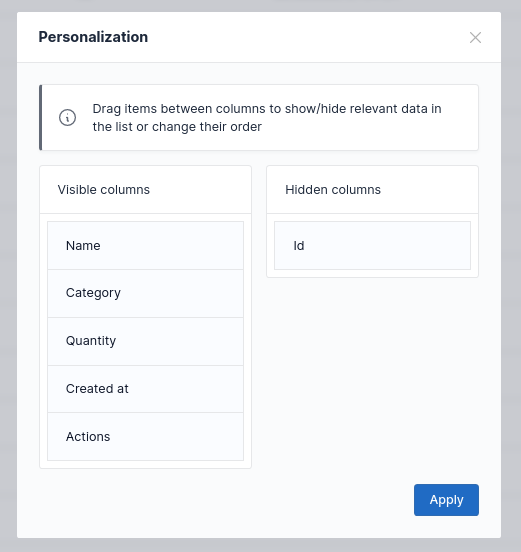 Personalization
Drag items between columns to show/hide relevant data in
the list or change their order
Visible columns
Name
Category
Quantity
Created at
Actions
Hidden columns
Id
Apply